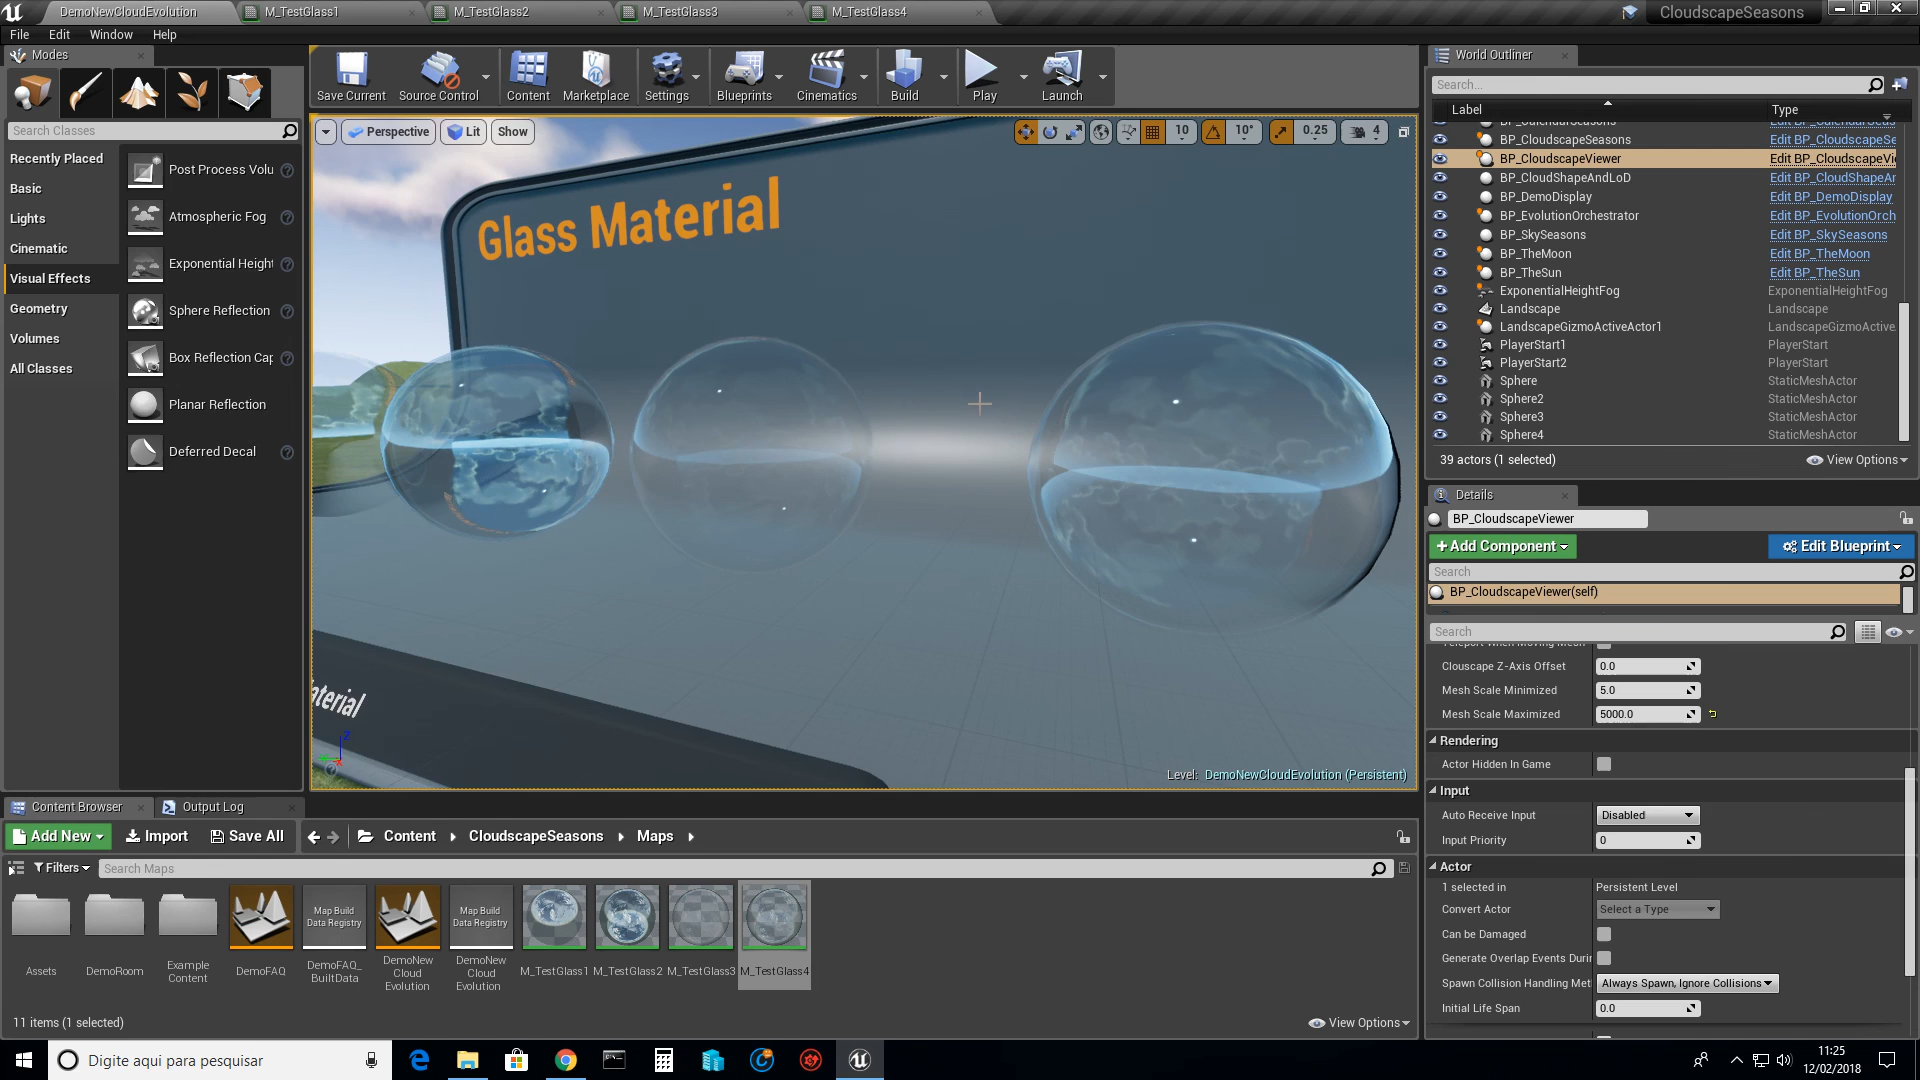 DemoNewCloudEvolution
M_TestGlass1
M_TestGlass2
M_TestGlass3
M_TestGlass4
CloudscapeSeasons
File Edit Window Help
Modes
Search Classes
Recently Placed
Basic
Lights
Cinematic
Visual Effects
Geometry
Volumes
All Classes
Post Process Volu
Atmospheric Fog
Exponential Height
Sphere Reflection
Box Reflection Cap
Planar Reflection
Deferred Decal
Save Current
Source Control
Content
Marketplace
Settings
Blueprints
Cinematics
Build
Play
Launch
Perspective
Lit
Show
10
10°
0.25
4
Glass Material
aterial
Z
Level: DemoNewCloudEvolution (Persistent)
World Outliner
Search...
Label Type
BP_CloudscapeSeasons Edit BP_CloudscapeSe
BP_CloudscapeViewer Edit BP_CloudscapeVi
BP_CloudShapeAndLoD Edit BP_CloudShapeAr
BP_DemoDisplay Edit BP_DemoDisplay
BP_EvolutionOrchestrator Edit BP_EvolutionOrch
BP_SkySeasons Edit BP_SkySeasons
BP_TheMoon Edit BP_TheMoon
BP_TheSun Edit BP_TheSun
ExponentialHeightFog ExponentialHeightFog
Landscape Landscape
LandscapeGizmoActiveActor1 LandscapeGizmoActive
PlayerStart1 PlayerStart
PlayerStart2 PlayerStart
Sphere StaticMeshActor
Sphere2 StaticMeshActor
Sphere3 StaticMeshActor
Sphere4 StaticMeshActor
39 actors (1 selected)
View Options
Details
BP_CloudscapeViewer
+Add Component
Edit Blueprint
Search
BP_CloudscapeViewer(self)
Search
Clouscape Z-Axis Offset 0.0
Mesh Scale Minimized 5.0
Mesh Scale Maximized 5000.0
Rendering
Actor Hidden In Game
Input
Auto Receive Input Disabled
Input Priority 0
Actor
1 selected in Persistent Level
Convert Actor Select a Type
Can be Damaged
Generate Overlap Events Durin
Spawn Collision Handling Met Always Spawn, Ignore Collisions
Initial Life Span 0.0
Content Browser
Output Log
Add New
Import
Save All
Content
CloudscapeSeasons
Maps
Filters
Search Maps
Map Build
Data Registry
Map Build
Data Registry
Assets
DemoRoom
Example
Content
DemoFAQ
DemoFAQ_
BuiltData
DemoNew
Cloud
Evolution
DemoNew
Cloud
Evolution
M_TestGlass1
M_TestGlass2
M_TestGlass3
M_TestGlass4
11 items (1 selected)
View Options
Digite aqui para pesquisar
11:25
12/02/2018